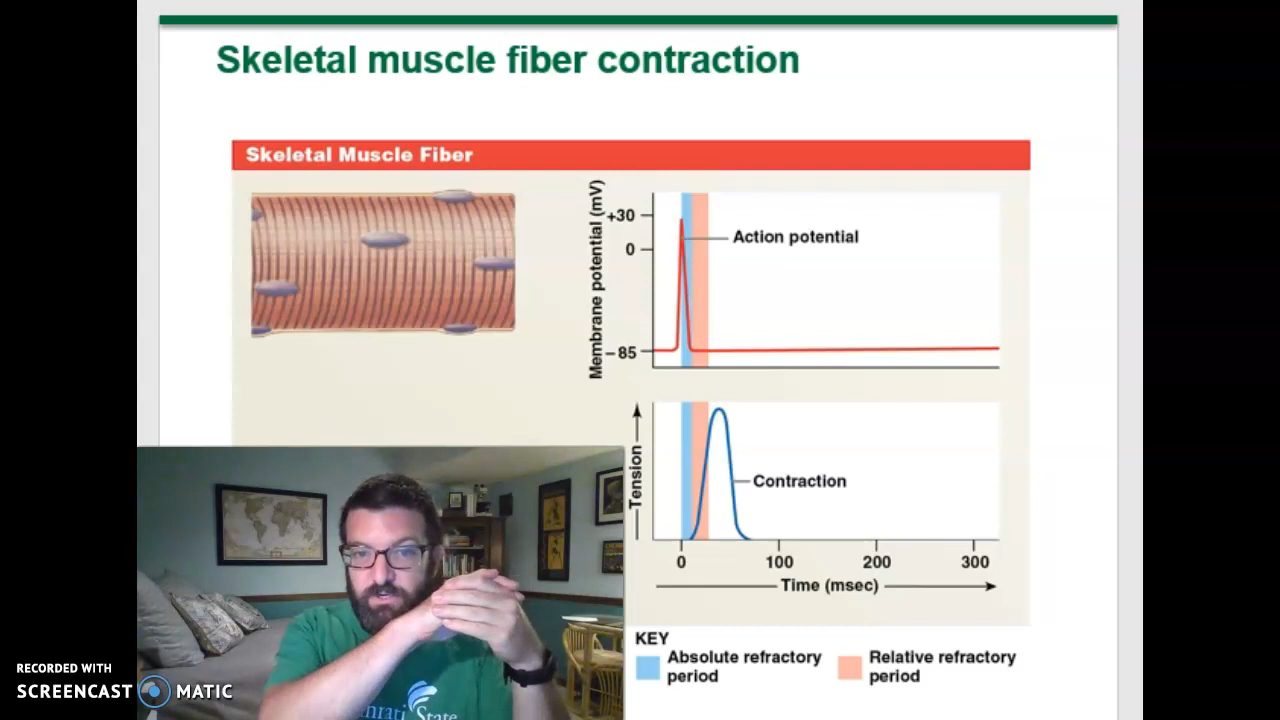 Skeletal muscle fiber contraction
Skeletal Muscle Fiber
Membrane potential (mV)
+30
0
−85
Action potential
Tension
Contraction
0 100 200 300
Time (msec)
KEY
Absolute refractory
period
Relative refractory
period
RECORDED WITH
SCREENCAST MATIC
State